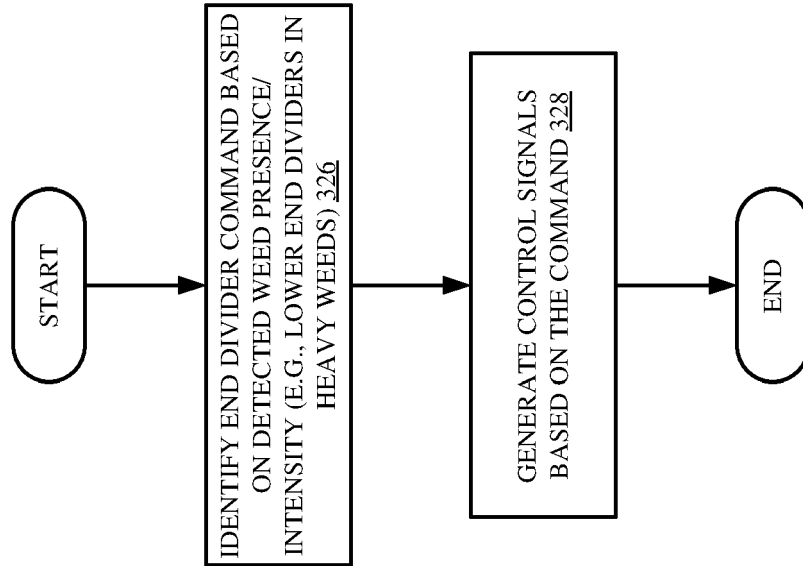 START
IDENTIFY END DIVIDER COMMAND BASED
ON DETECTED WEED PRESENCE/
INTENSITY (E.G., LOWER END DIVIDERS IN
HEAVY WEEDS) 326
GENERATE CONTROL SIGNALS
BASED ON THE COMMAND 328
END